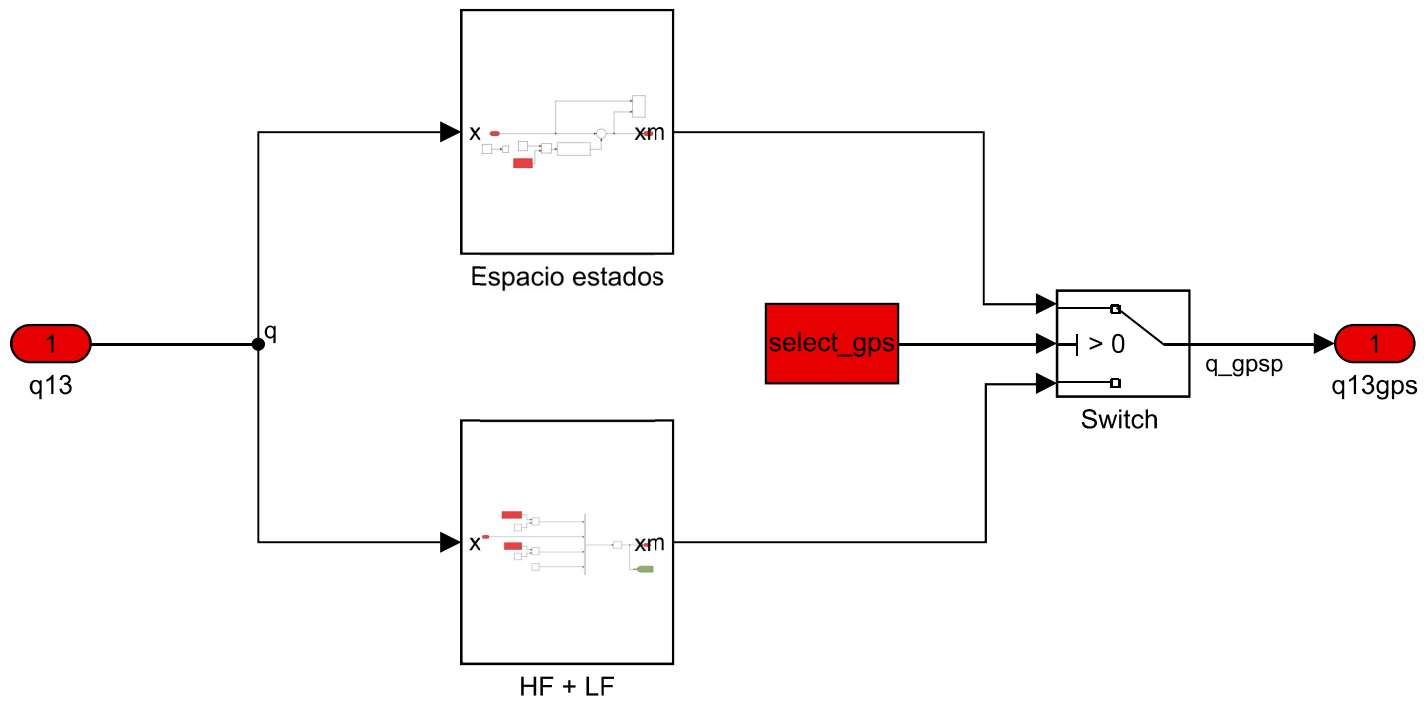 x
xm
Espacio estados
1
q13
q
select_gps
> 0
Switch
q_gpsp
1
q13gps
x
xm
HF + LF